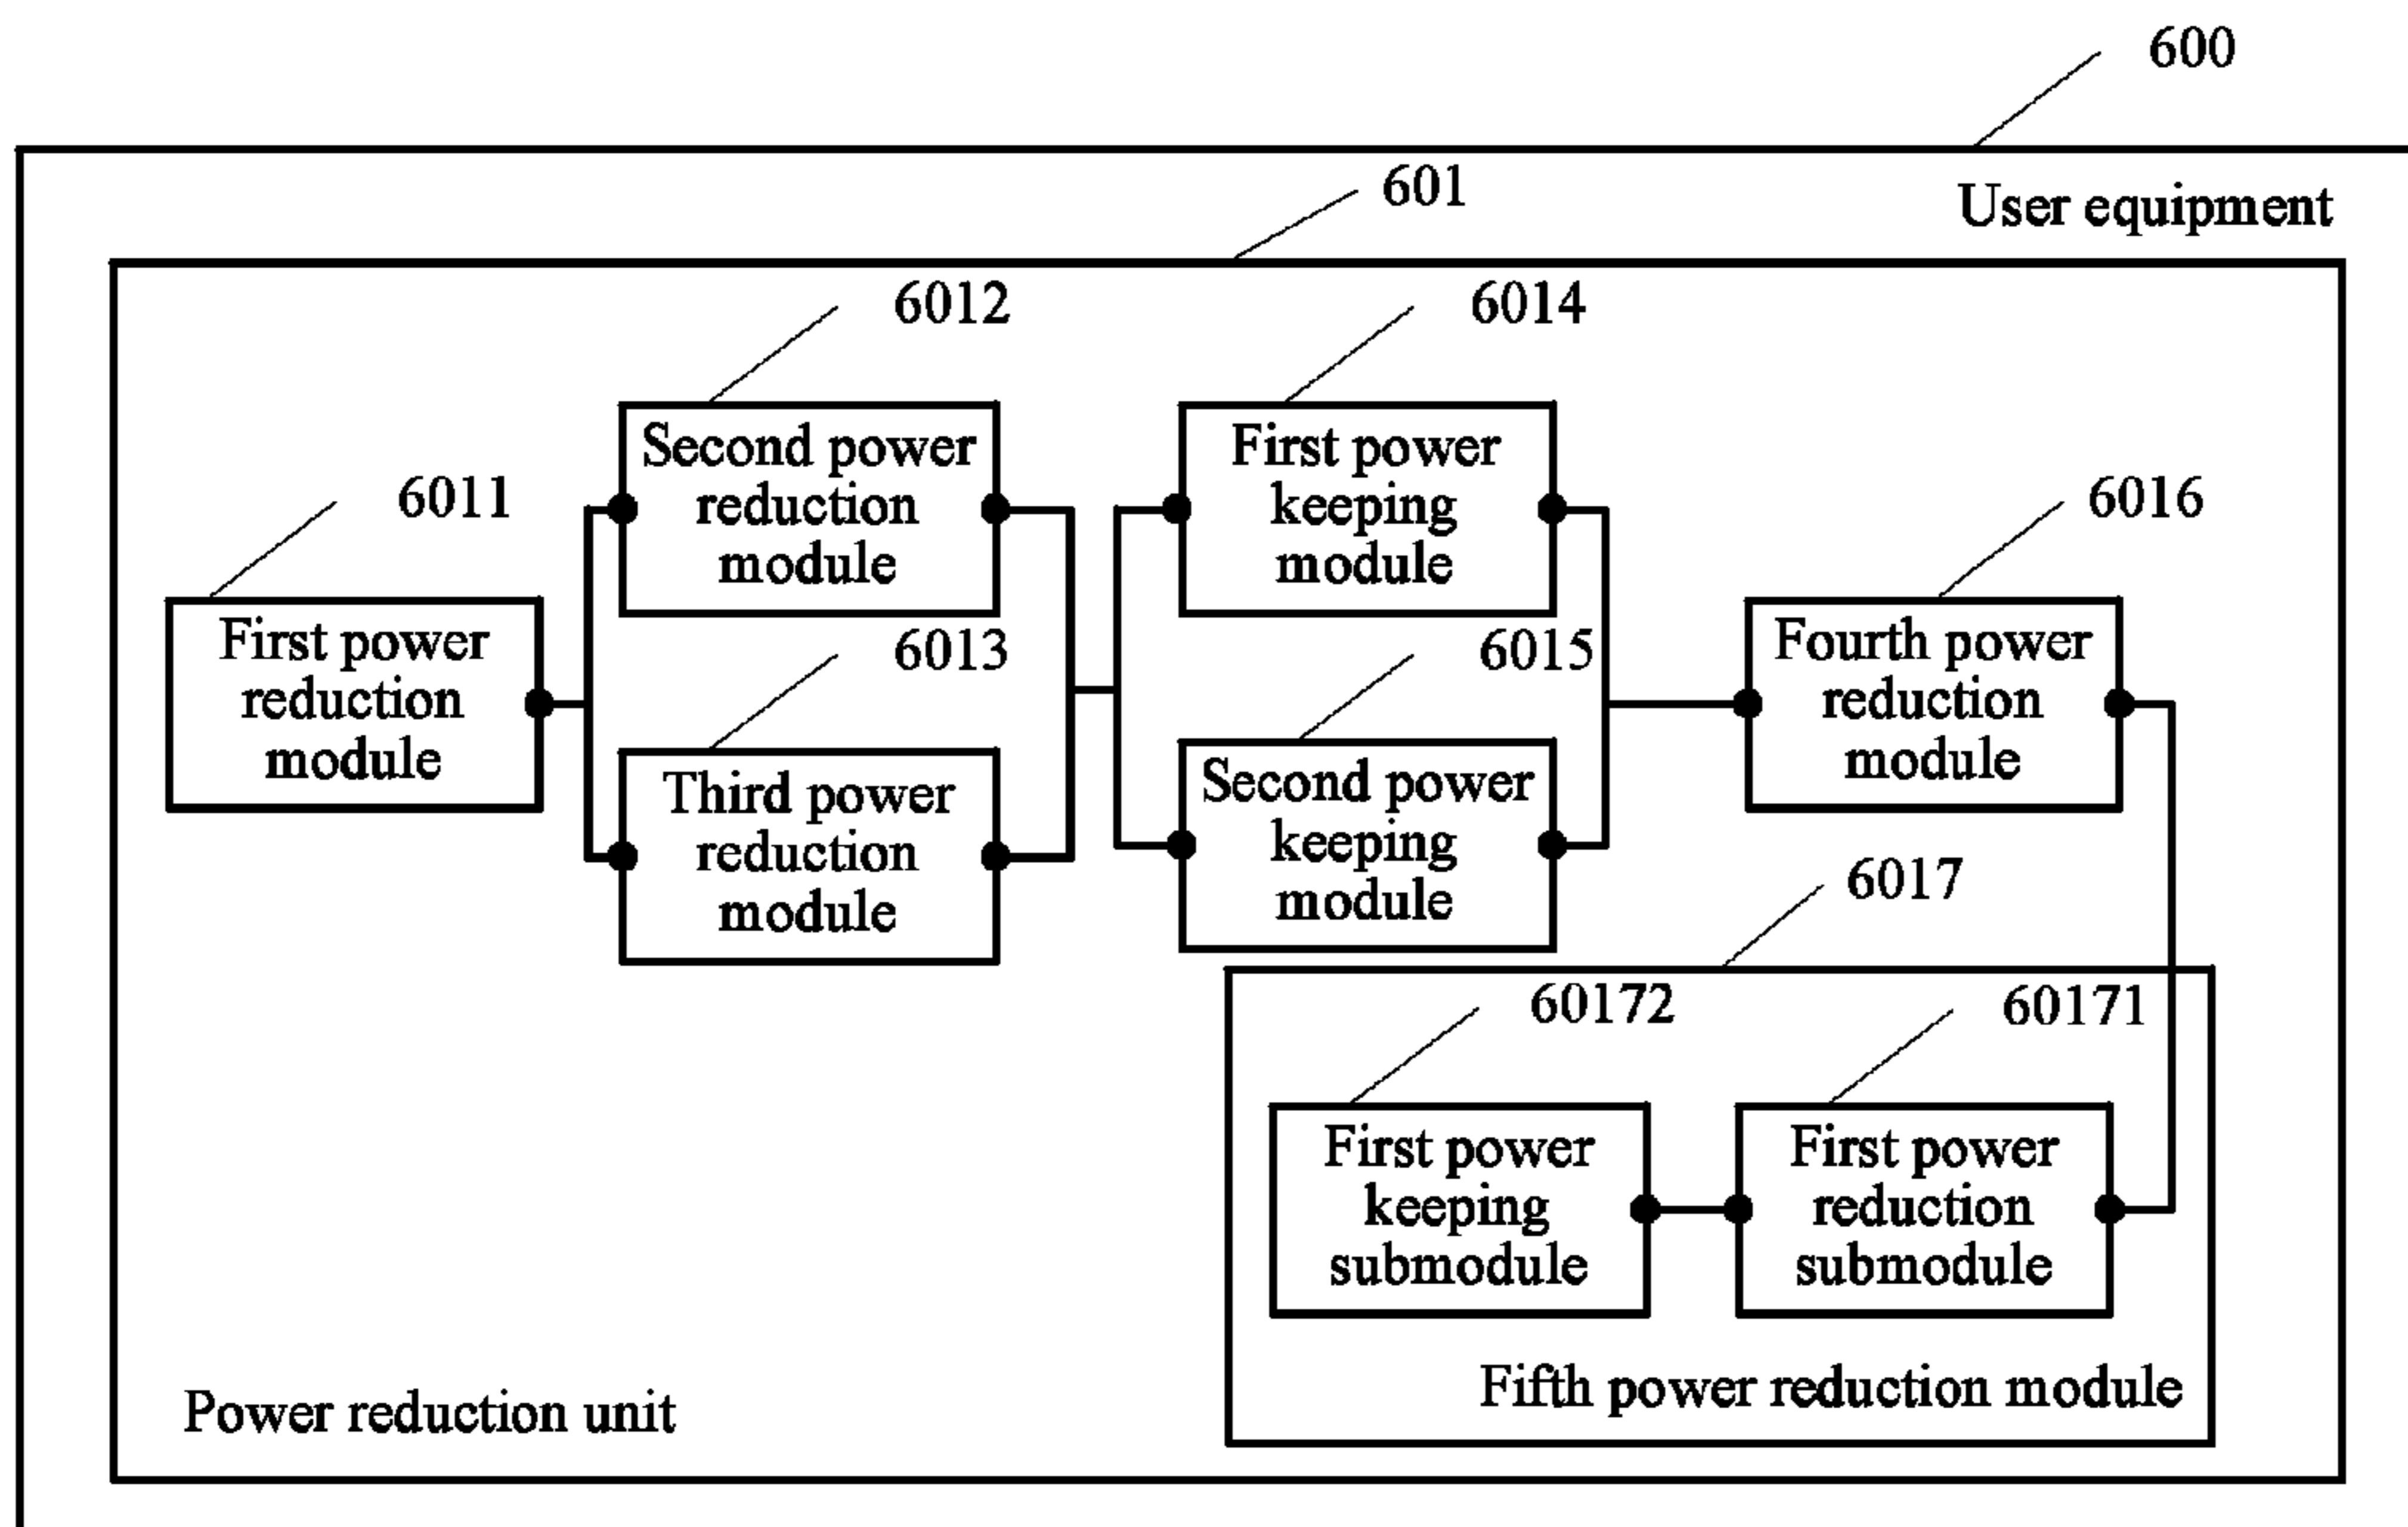 600
User equipment
601
6012
6014
Second power
reduction
module
First power
keeping
module
6011
6016
First power
reduction
module
6013
6015
Fourth power
reduction
module
Third power
reduction
module
Second power
keeping
module
6017
60172
60171
First power
keeping
submodule
First power
reduction
submodule
Fifth power reduction module
Power reduction unit